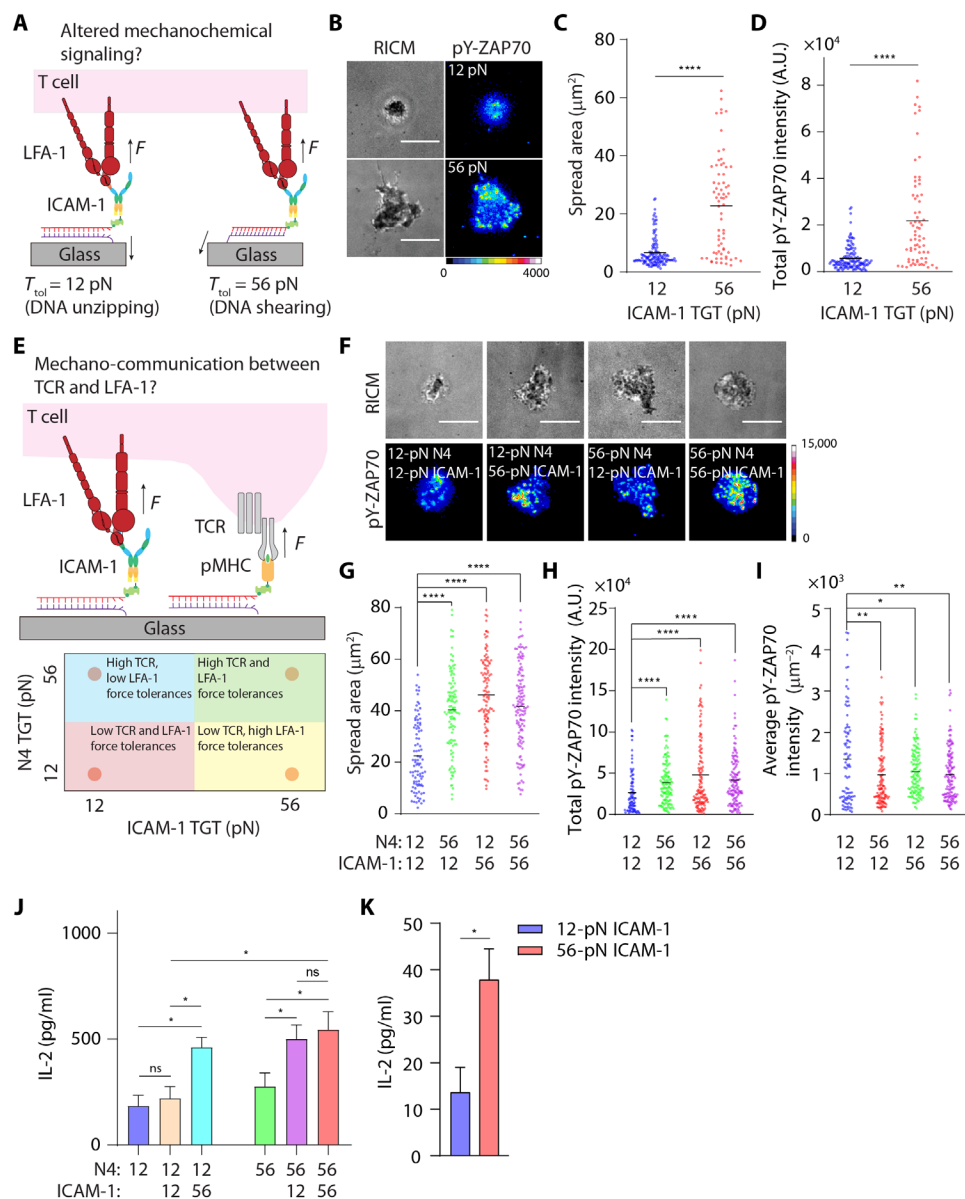 A
Altered mechanochemical
signaling?
T cell
LFA-1
F
F
ICAM-1
Glass
Glass
Ttol = 12 pN
(DNA unzipping)
Ttol = 56 pN
(DNA shearing)
B
RICM
pY-ZAP70
12 pN
56 pN
0
4000
C
Spread area (μm²)
80
60
40
20
0
****
12
56
ICAM-1 TGT (pN)
D
Total pY-ZAP70 intensity (A.U.)
×10⁴
8
6
4
2
0
****
12
56
ICAM-1 TGT (pN)
E
Mechano-communication between
TCR and LFA-1?
T cell
LFA-1
F
TCR
F
ICAM-1
pMHC
Glass
N4 TGT (pN)
56
12
High TCR,
low LFA-1
force tolerances
High TCR and
LFA-1
force tolerances
Low TCR and LFA-1
force tolerances
Low TCR, high LFA-1
force tolerances
12
56
ICAM-1 TGT (pN)
F
RICM
pY-ZAP70
12-pN N4
12-pN ICAM-1
12-pN N4
56-pN ICAM-1
56-pN N4
12-pN ICAM-1
56-pN N4
56-pN ICAM-1
15,000
0
G
Spread area (μm²)
80
60
40
20
0
****
****
****
N4: 12 56 12 56
ICAM-1: 12 12 56 56
H
Total pY-ZAP70 intensity (A.U.)
×10⁴
25
20
15
10
5
0
****
****
****
12 56 12 56
12 12 56 56
I
Average pY-ZAP70
intensity (μm⁻²)
×10³
5
4
3
2
1
0
**
*
**
12 56 12 56
12 12 56 56
J
IL-2 (pg/ml)
1000
500
0
*
ns
*
*
*
*
ns
N4: 12 12 12 56 56 56
ICAM-1: 12 56 12 56
K
IL-2 (pg/ml)
50
40
30
20
10
0
*
12-pN ICAM-1
56-pN ICAM-1